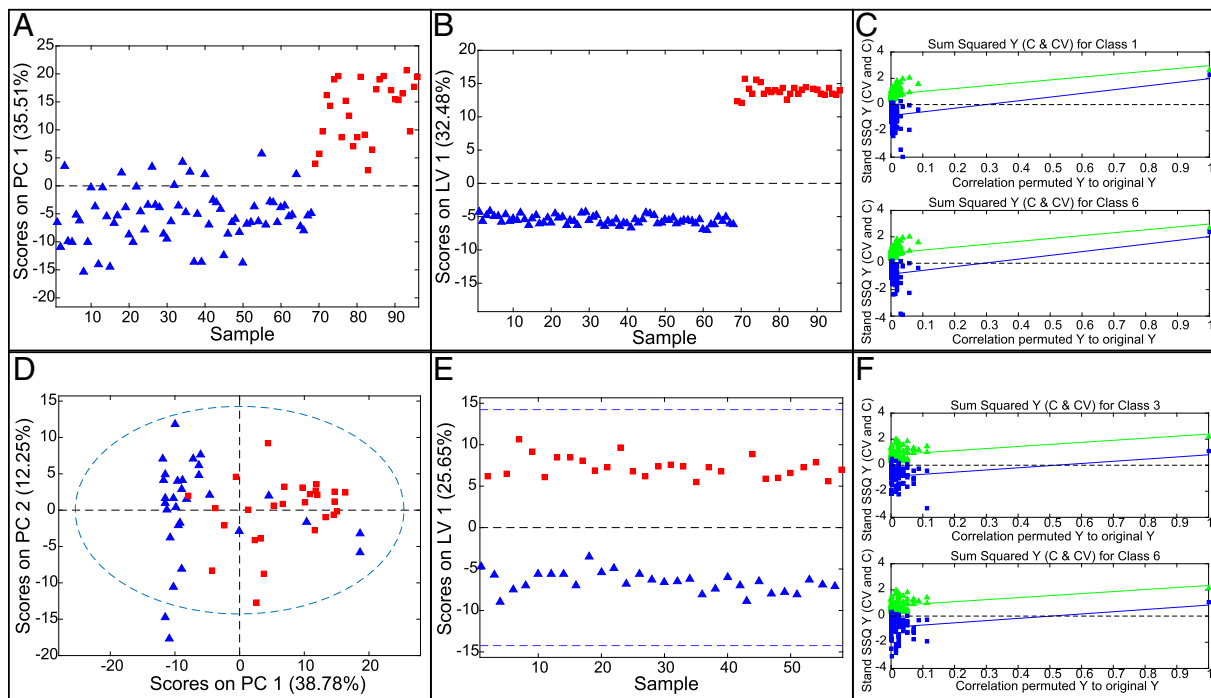 A
Scores on PC 1 (35.51%)
25
20
15
10
5
0
5
-10
-15
20
10 20 30 40 50 60 70 80 90
Sample
B
Scores on LV 1 (32.48%)
20
15
10
5
0
-5
-10
-15
10 20 30 40 50 60 70 80 90
Sample
C
Sum Squared Y (C & CV) for Class 1
Stand SSQ Y (CV and C)
4
2
0
-2
4
0 0.1 0.2 0.3 0.4 0.5 0.6 0.7 0.8 0.9 1
Correlation permuted Y to original Y
Sum Squared Y (C & CV) for Class 6
Stand SSQ Y (CV and C)
4
2
0
-2
-4
0 0.1 0.2 0.3 0.4 0.5 0.6 0.7 0.8 0.9 1
Correlation permuted Y to original Y
D
Scores on PC 2 (12.25%)
15
10
5
0
-5
-10
-15
-20
-20 -10 0 10 20
Scores on PC 1 (38.78%)
E
Scores on LV 1 (25.65%)
15
10
5
0
-5
-10
-15
10 20 30 40 50
Sample
F
Sum Squared Y (C & CV) for Class 3
Stand SSQ Y (CV and C)
4
2
0
-2
-4
0 0.1 0.2 0.3 0.4 0.5 0.6 0.7 0.8 0.9 1
Correlation permuted Y to original Y
Sum Squared Y (C & CV) for Class 6
Stand SSQ Y (CV and C)
4
2
0
-2
-4
0 0.1 0.2 0.3 0.4 0.5 0.6 0.7 0.8 0.9 1
Correlation permuted Y to original Y